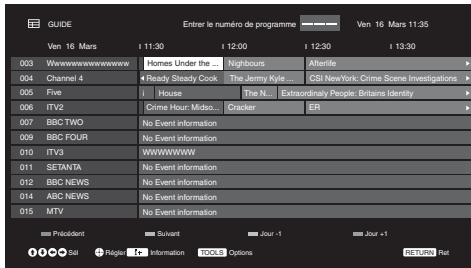 GUIDE Entrer le numéro de programme Ven 16 Mars 11:35
Ven 16 Mars 11:30 12:00 12:30 13:30
003 Wwwwwwwwwwwwww Homes Under the ... Nighbours Afterlife
004 Channel 4 Ready Steady Cook The Jermy Kyle ... CSI NewYork: Crime Scene Investigations
005 Five i House The N... Extraordinaly People: Britains Identity
006 ITV2 Crime Hour: Midso... Cracker ER
007 BBC TWO No Event information
009 BBC FOUR No Event information
010 ITV3 WWWWWWW
011 SETANTA No Event information
012 BBC NEWS No Event information
014 ABC NEWS No Event information
015 MTV No Event information
Précédent Suivant Jour -1 Jour +1
Sél Régler i+ Information TOOLS Options RETURN Ret